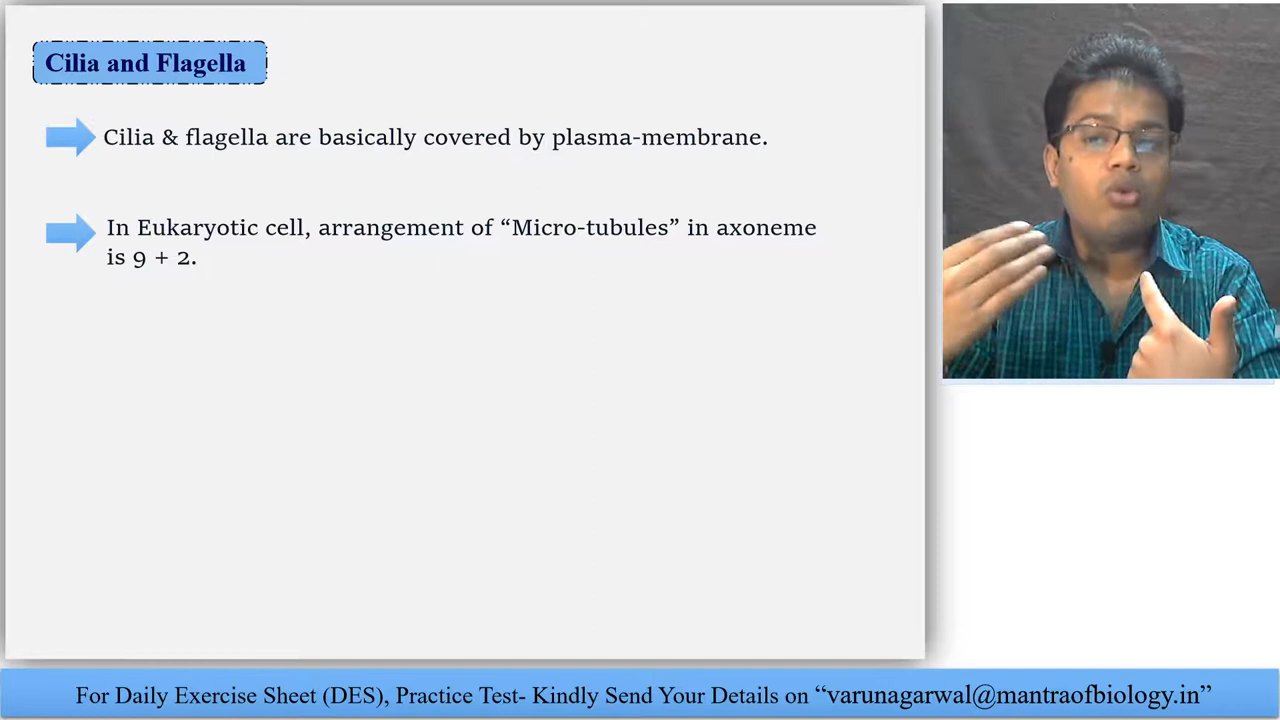 Cilia and Flagella
Cilia & flagella are basically covered by plasma-membrane.
In Eukaryotic cell, arrangement of “Micro-tubules” in axoneme
is 9 + 2.
For Daily Exercise Sheet (DES), Practice Test- Kindly Send Your Details on “varunagarwal@mantraofbiology.in”